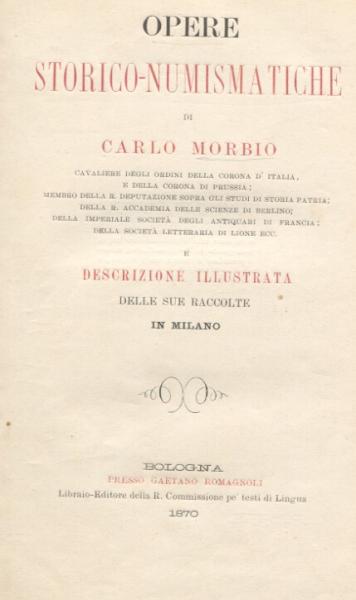 OPERE
STORICO-NUMISMATICHE
DI
CARLO MORBIO
CAVALIERE DEGLI ORDINI DELLA CORONA D' ITALIA,
E DELLA CORONA DI PRUSSIA;
MEMBRO DELLA R. DEPUTAZIONE SOPRA GLI STUDI DI STORIA PATRIA;
DELLA R. ACCADEMIA DELLE SCIENZE DI BERLINO;
DELLA IMPERIALE SOCIETÀ DEGLI ANTIQUARI DI FRANCIA;
DELLA SOCIETÀ LETTERARIA DI LIONE ECC.
E
DESCRIZIONE ILLUSTRATA
DELLE SUE RACCOLTE
IN MILANO
BOLOGNA
PRESSO GAETANO ROMAGNOLI
Libraio-Editore della R. Commissione pe' testi di Lingua
1870